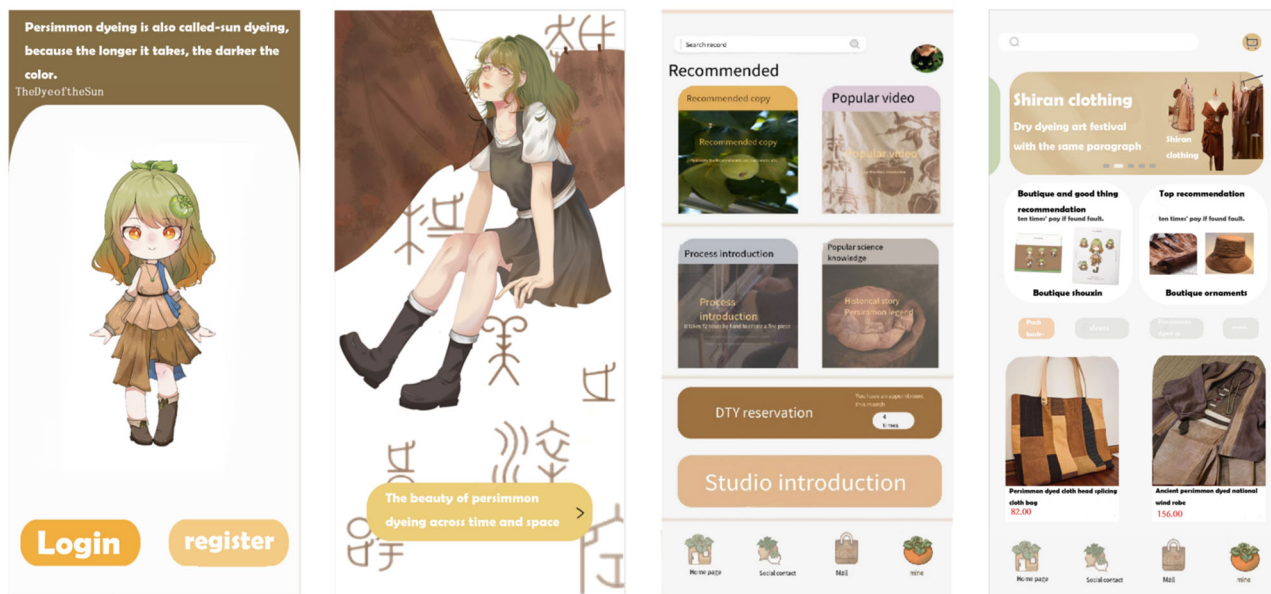 Persimmon dyeing is also called-sun dyeing,
because the longer it takes, the darker the
color.
TheDyeoftheSun
Login
register
The beauty of persimmon
dyeing across time and space
Search record
Recommended
Recommended copy
Recommended copy
Popular video
Popular video
Process introduction
Process
introduction
Popular science
knowledge
Historical story
Persimmon legend
DTY reservation
this month
4
times
Studio introduction
Home page
Social contact
Mall
mine
Shiran clothing
Dry dyeing art festival
with the same paragraph
Shiran
clothing
Boutique and good thing
recommendation
ten times' pay if found fault.
Boutique shouxin
Top recommendation
ten times' pay if found fault.
Boutique ornaments
dress
Persimmon dyed cloth head splicing
cloth bag
82.00
Ancient persimmon dyed national
wind robe
156.00
Home page
Social contact
Mall
mine